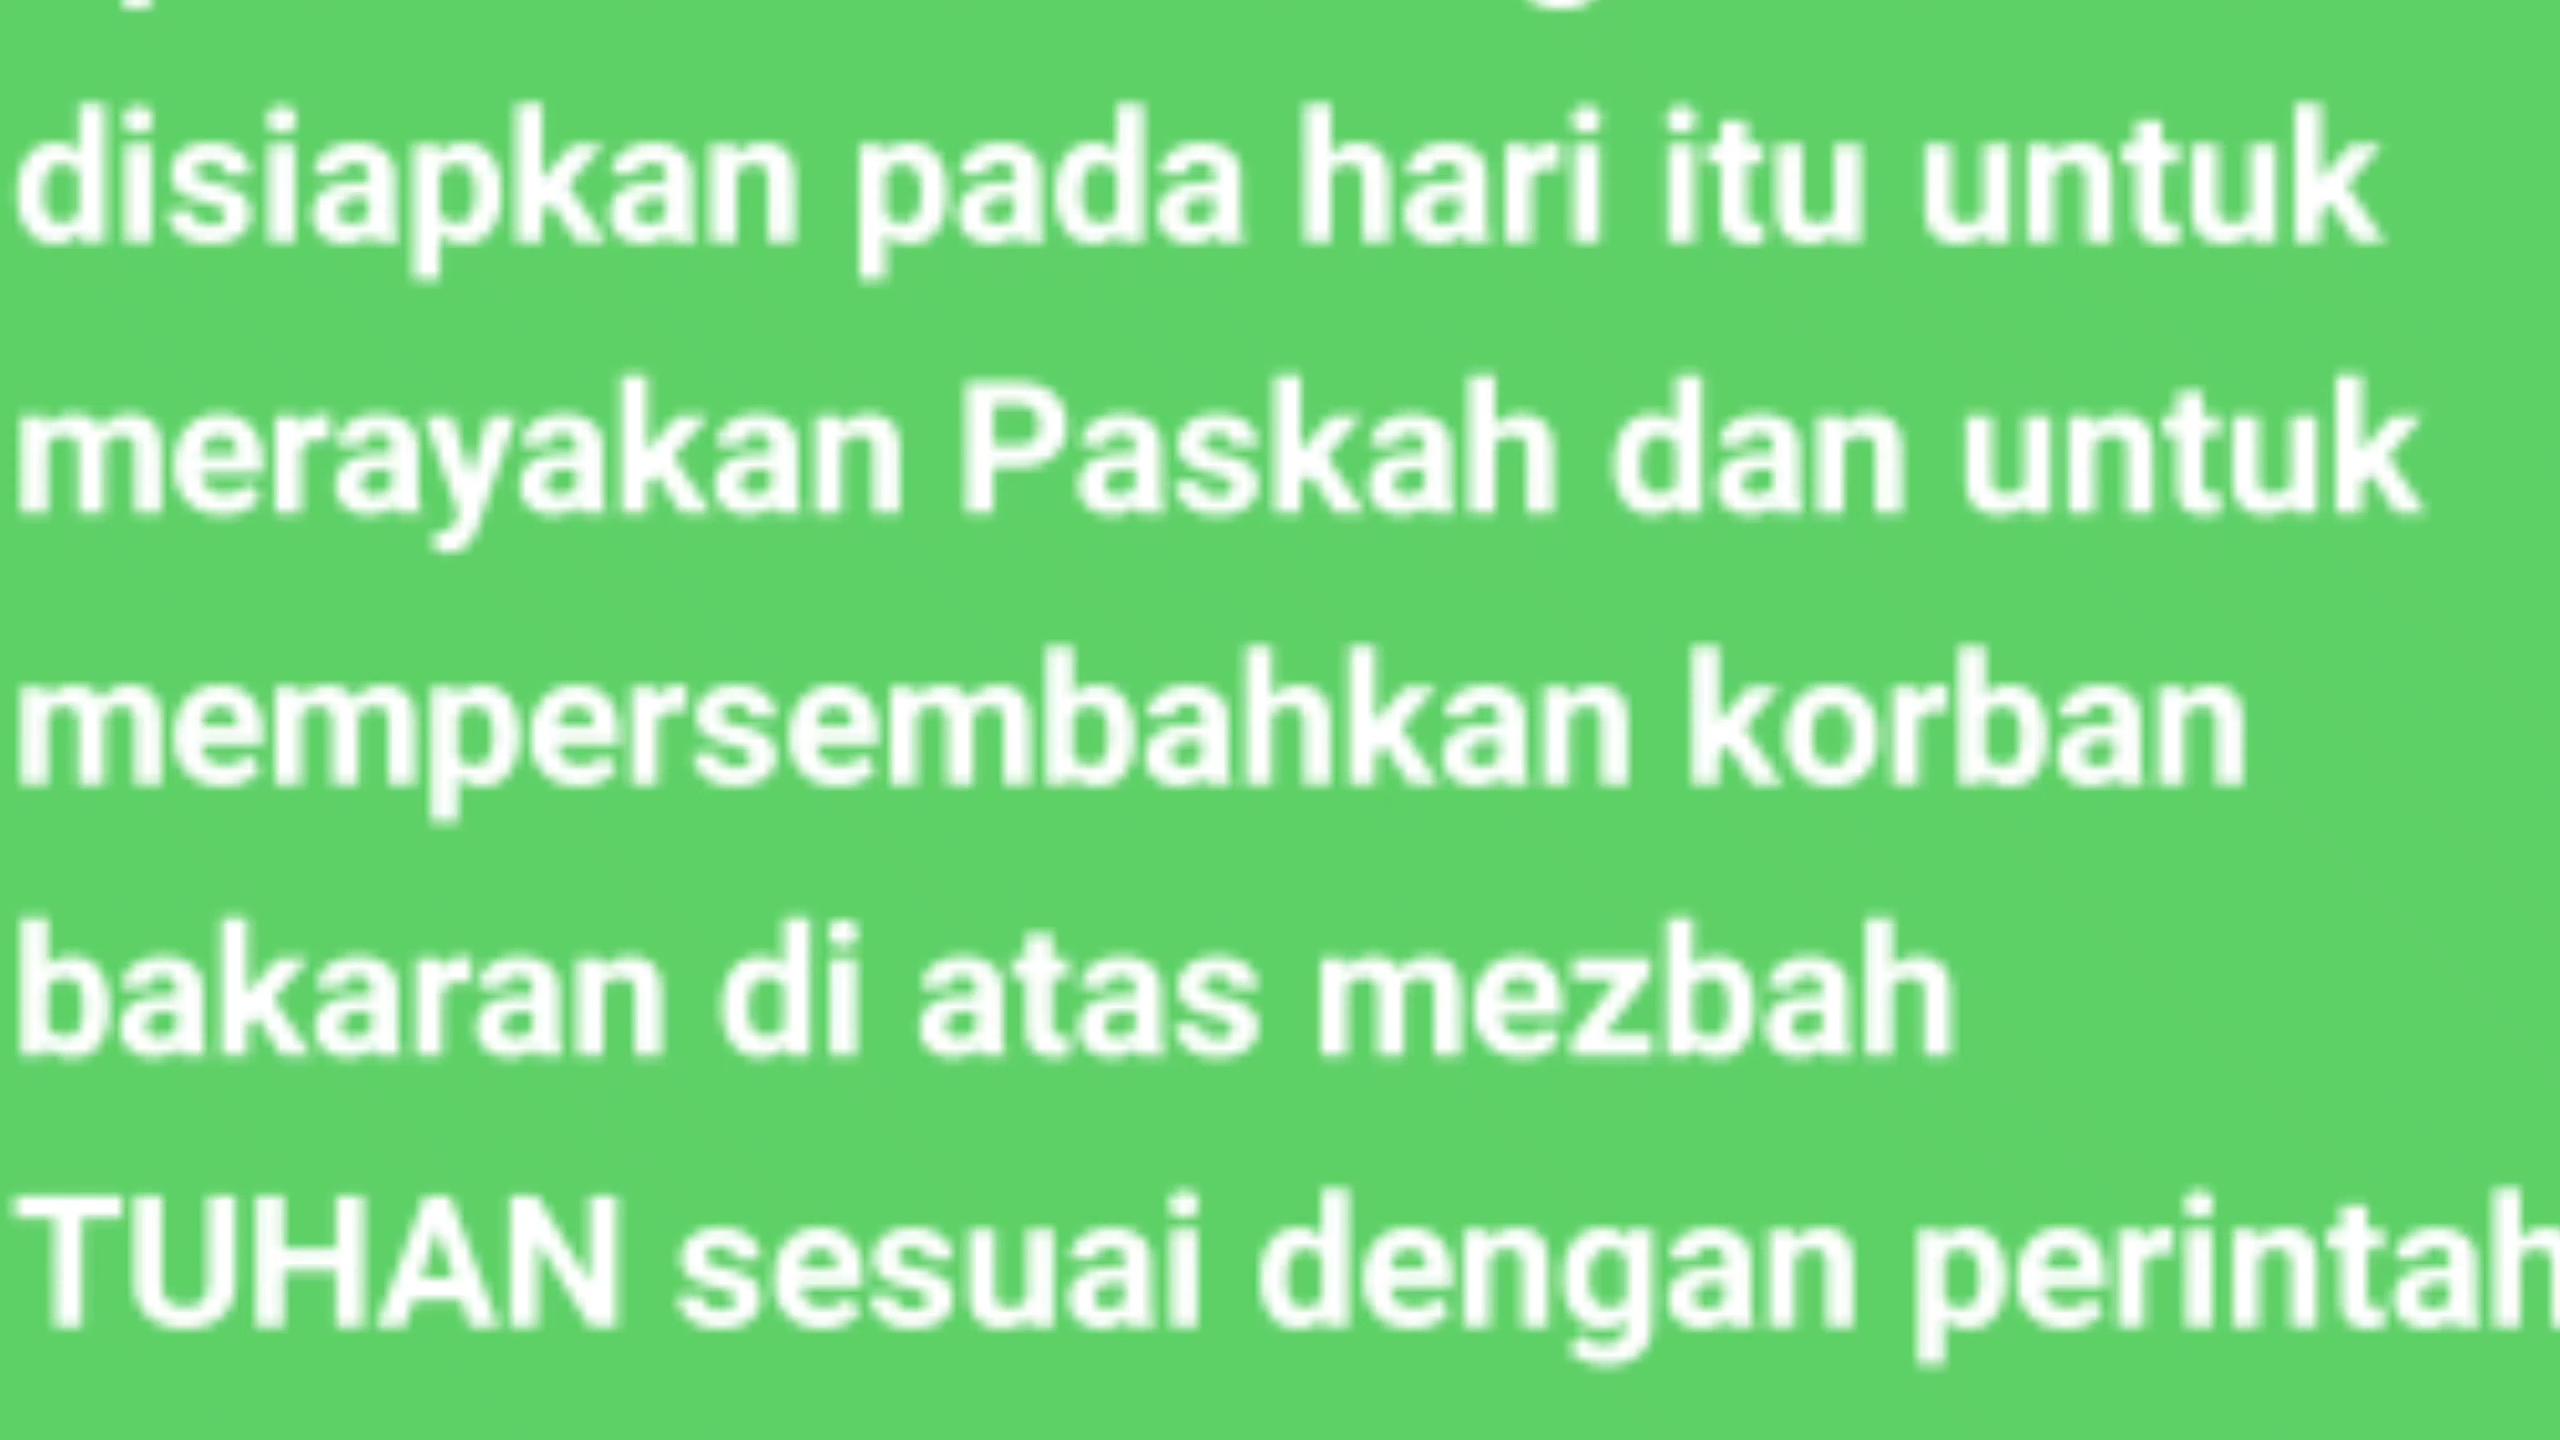 disiapkan pada hari itu untuk
merayakan Paskah dan untuk
mempersembahkan korban
bakaran di atas mezbah
TUHAN sesuai dengan perintah